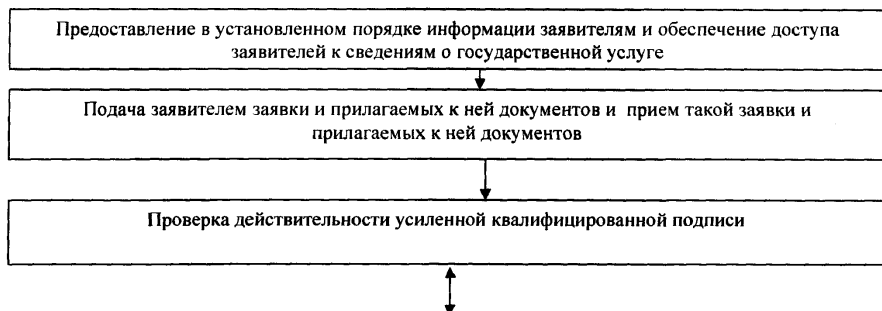 Предоставление в установленном порядке информации заявителям и обеспечение доступа
заявителей к сведениям о государственной услуге
Подача заявителем заявки и прилагаемых к ней документов и прием такой заявки и
прилагаемых к ней документов
Проверка действительности усиленной квалифицированной подписи